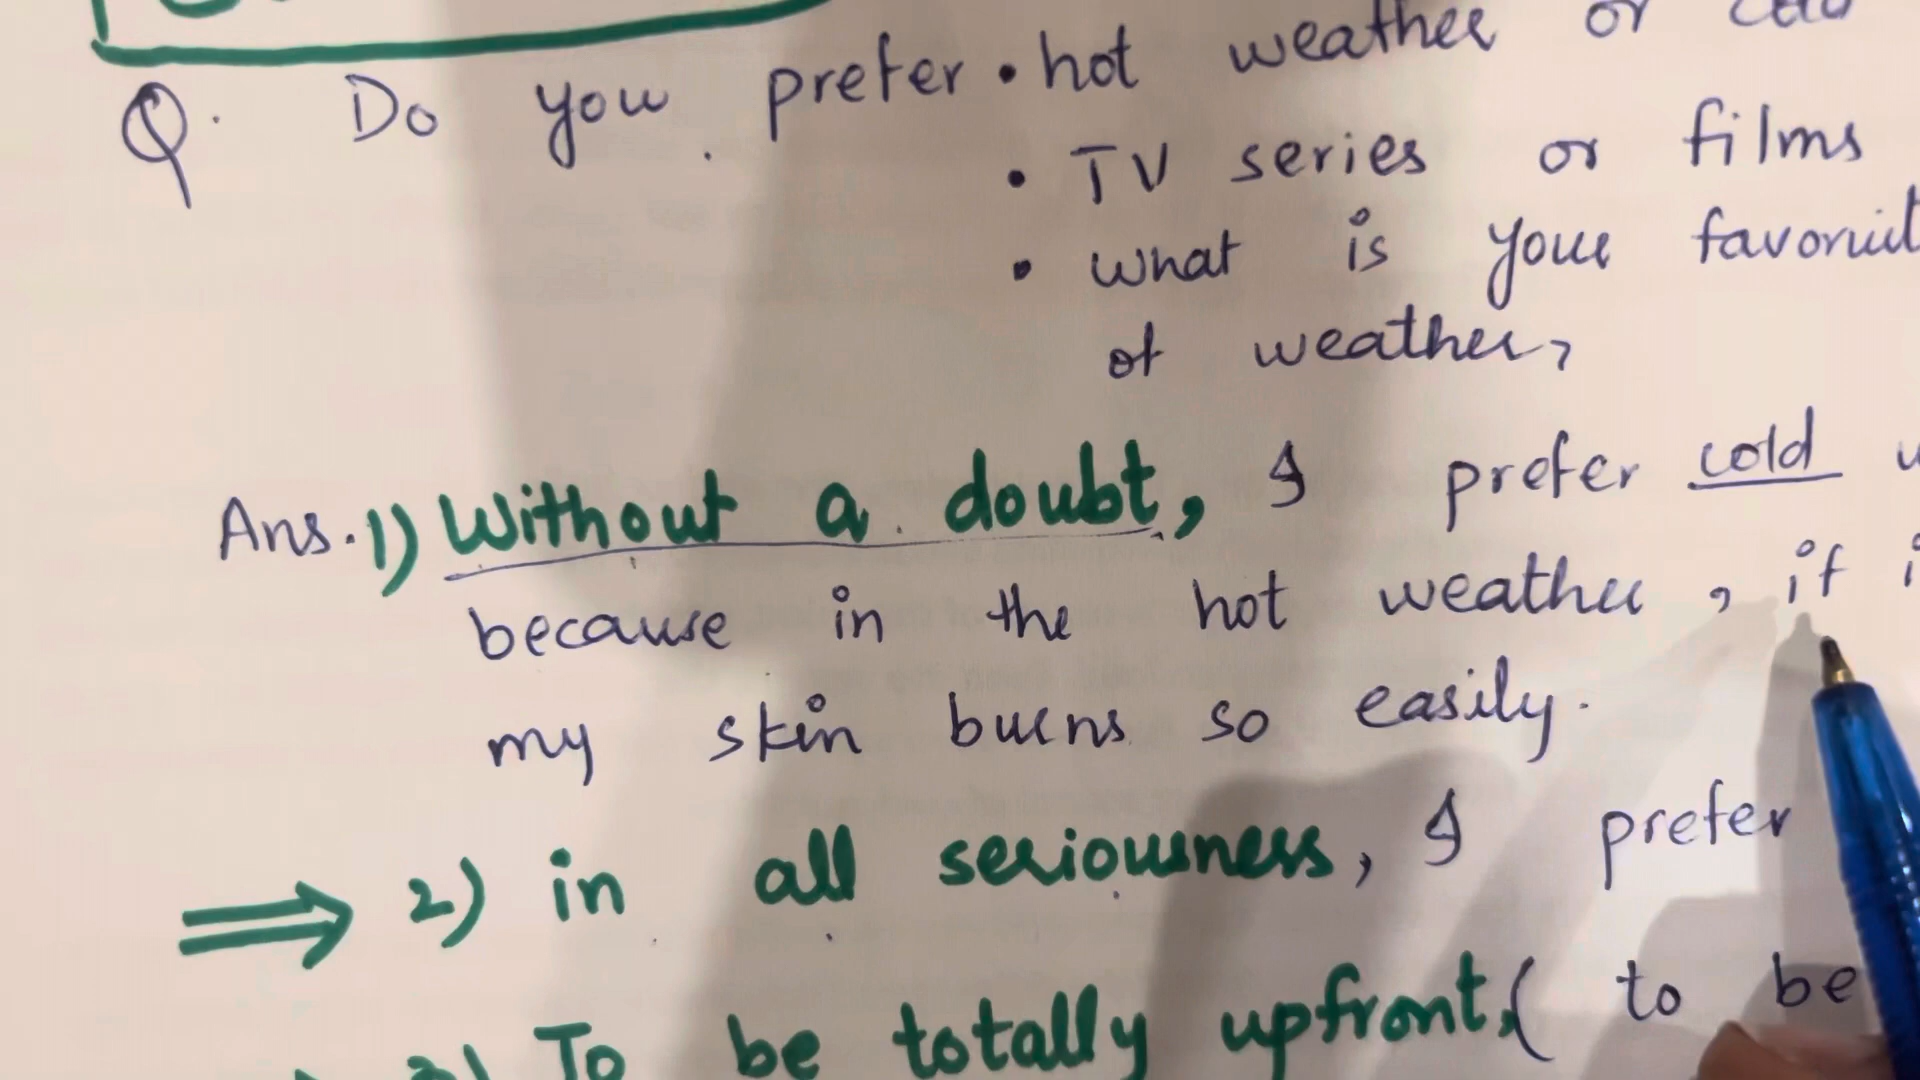 Q. Do you prefer • hot weather or cold
• TV series or films
• what is your
of weather,
Ans. 1) Without a doubt, I prefer cold
because in the hot weather, if
my skin burns so easily.
⇒ 2) in all seriousness, I prefer
3) To be totally upfront, ( to be